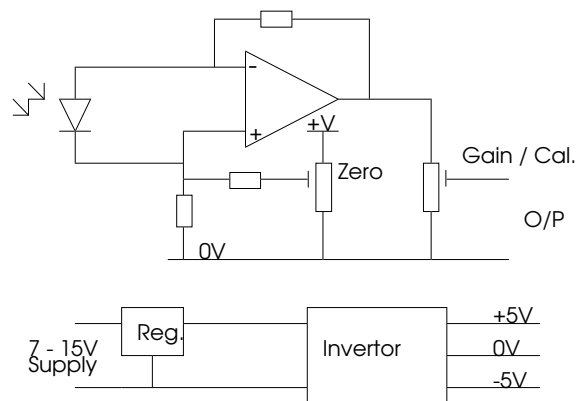 -
+
+V
Zero
Gain / Cal.
O/P
0V
Reg.
7 - 15V
Supply
Invertor
+5V
0V
-5V